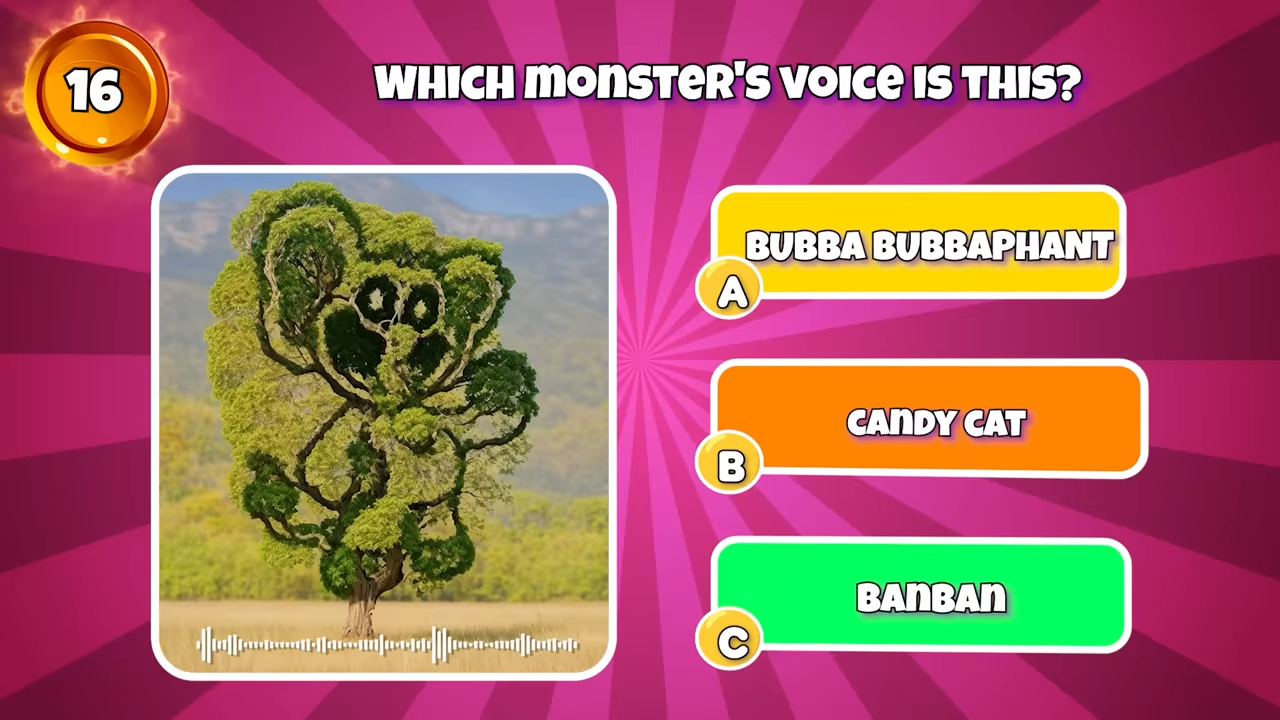 16
WHICH MONSTER'S VOICE IS THIS?
BUBBA BUBBAPHANT
A
CANDY CAT
B
BANBAN
C